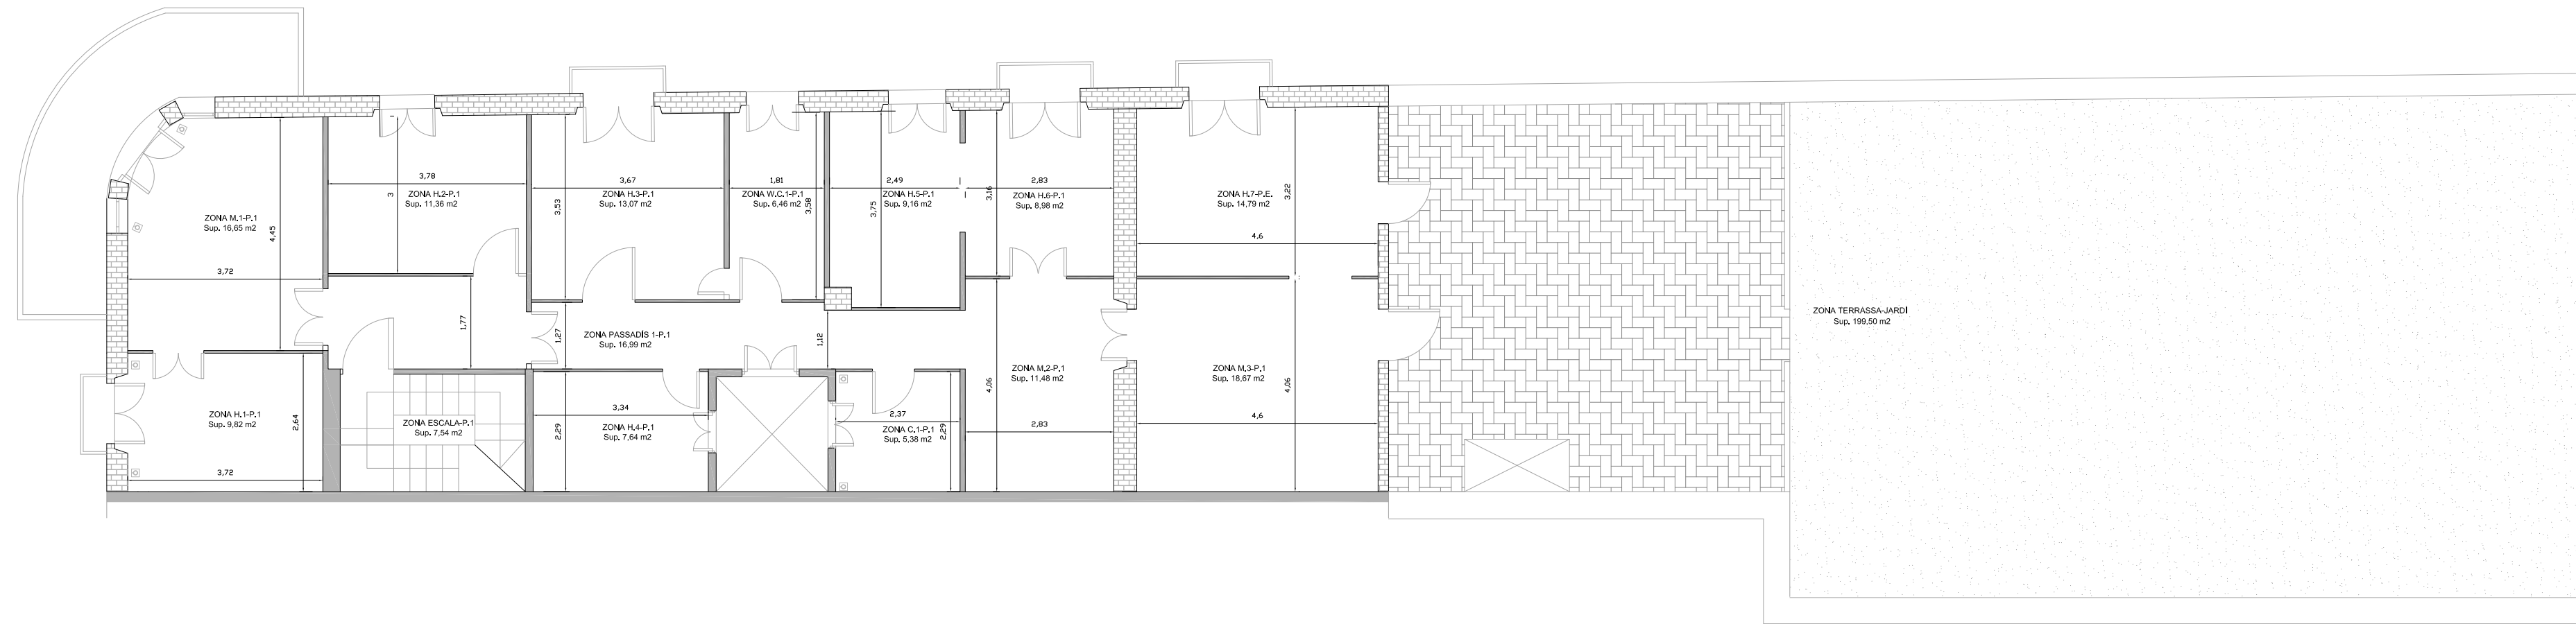 3,78
ZONA H.2-P.1
Sup. 11,36 m2
3
3,67
ZONA H.3-P.1
Sup. 13,07 m2
3,53
1,81
ZONA W.C.1-P.1
Sup. 6,46 m2
3,58
2,49
ZONA H.5-P.1
Sup. 9,16 m2
3,75
2,83
ZONA H.6-P.1
Sup. 8,98 m2
3,16
ZONA H.7-P.E.
Sup. 14,79 m2
3,22
4,6
ZONA M.1-P.1
Sup. 16,65 m2
4,45
3,72
1,77
1,27
ZONA PASSADÍS 1-P.1
Sup. 16,99 m2
1,12
ZONA TERRASSA-JARDÍ
Sup. 199,50 m2
ZONA M.2-P.1
Sup. 11,48 m2
4,06
2,83
ZONA M.3-P.1
Sup. 18,67 m2
4,06
4,6
ZONA H.1-P.1
Sup. 9,82 m2
2,64
3,72
ZONA ESCALA-P.1
Sup. 7,54 m2
3,34
ZONA H.4-P.1
Sup. 7,64 m2
2,29
2,37
ZONA C.1-P.1
Sup. 5,38 m2
2,29